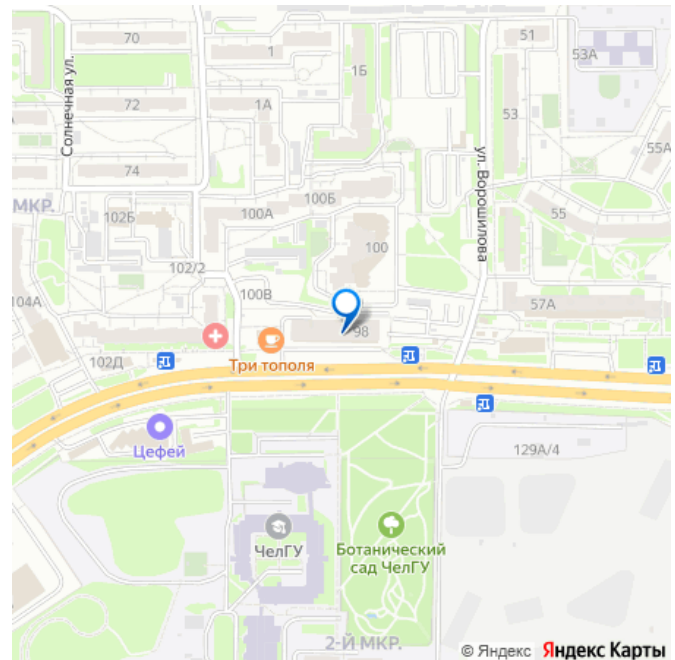 70
1
1Б
51
53А
Солнечная ул.
72
1А
53
74
ул. Ворошилова
55А
МКР.
100Б
102Б
100А
55
100
102/2
104А
100В
57А
98
102Д
Три тополя
Цефей
129А/4
ЧелГУ
Ботанический
сад ЧелГУ
2-Й МКР.
© Яндекс Яндекс Карты